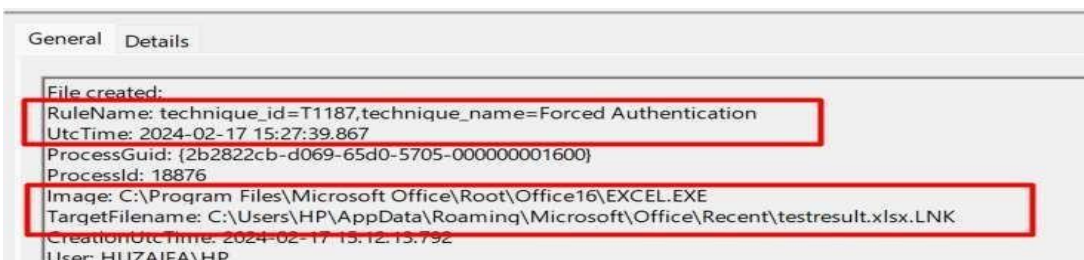 General Details
File created:
RuleName: technique_id=T1187,technique_name=Forced Authentication
UtcTime: 2024-02-17 15:27:39.867
ProcessGuid: {2b2822cb-d069-65d0-5705-000000001600}
ProcessId: 18876
Image: C:\Program Files\Microsoft Office\Root\Office16\EXCEL.EXE
TargetFilename: C:\Users\HP\AppData\Roaming\Microsoft\Office\Recent\testresult.xlsx.LNK
CreationUtcTime: 2024-02-17 15:12:13.792
User: HUZAIFA\HP